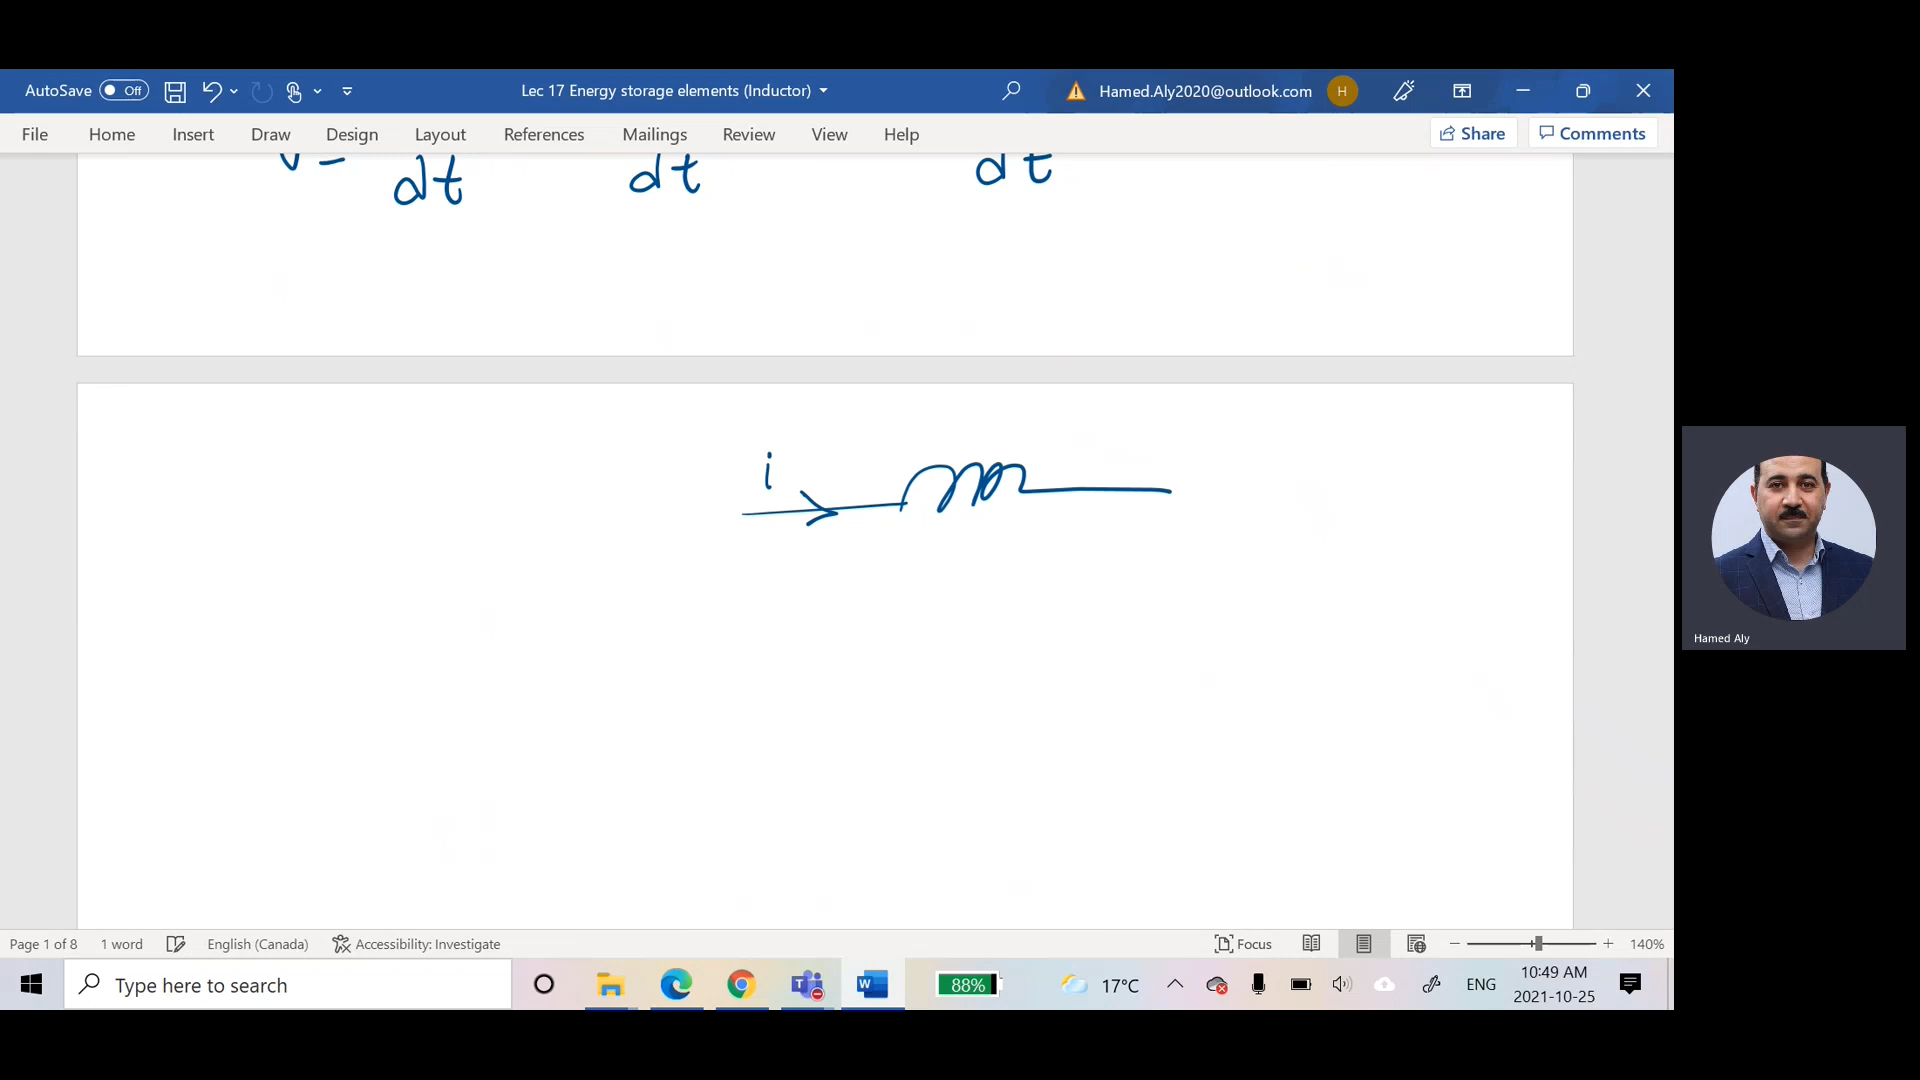 AutoSave Off Lec 17 Energy storage elements (Inductor) Hamed.Aly2020@outlook.com H
File Home Insert Draw Design Layout References Mailings Review View Help Share Comments
dt dt dt
i
Hamed Aly
Page 1 of 8 1 word English (Canada) Accessibility: Investigate Focus 140%
Type here to search 88% 17°C ENG 10:49 AM
2021-10-25